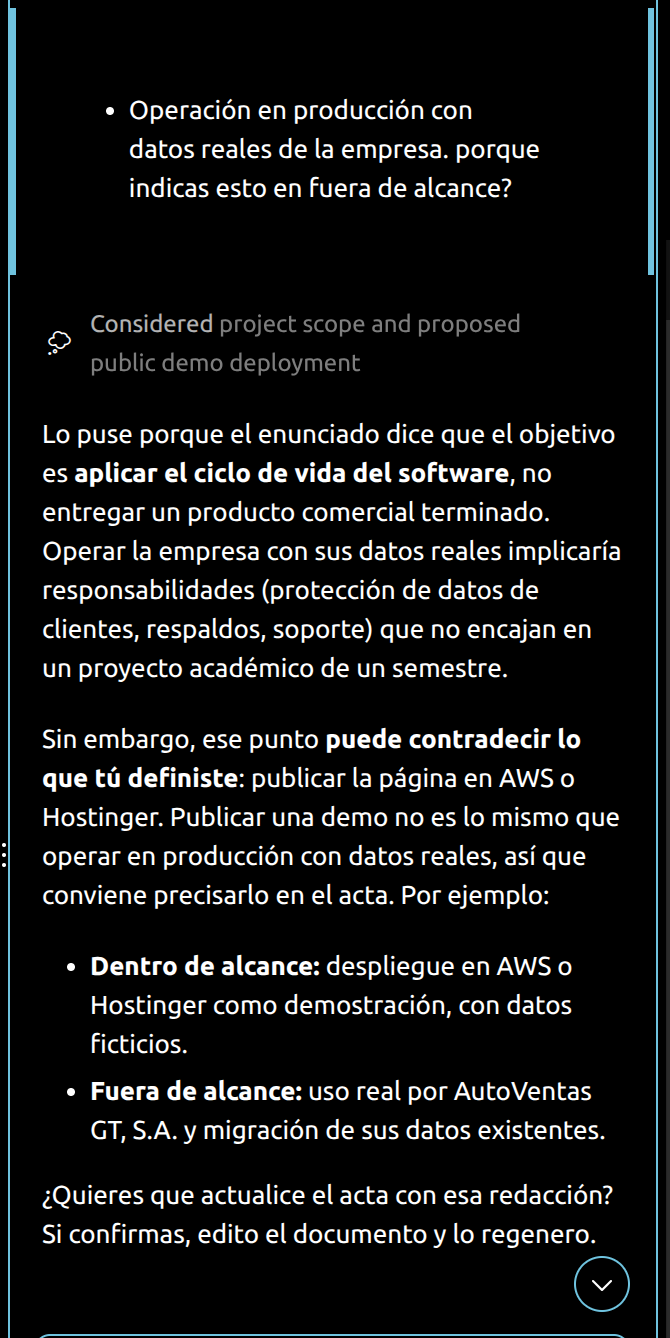 • Operación en producción con
datos reales de la empresa. porque
indicas esto en fuera de alcance?
Considered project scope and proposed
public demo deployment
Lo puse porque el enunciado dice que el objetivo
es aplicar el ciclo de vida del software, no
entregar un producto comercial terminado.
Operar la empresa con sus datos reales implicaría
responsabilidades (protección de datos de
clientes, respaldos, soporte) que no encajan en
un proyecto académico de un semestre.
Sin embargo, ese punto puede contradecir lo
que tú definiste: publicar la página en AWS o
Hostinger. Publicar una demo no es lo mismo que
operar en producción con datos reales, así que
conviene precisarlo en el acta. Por ejemplo:
• Dentro de alcance: despliegue en AWS o
Hostinger como demostración, con datos
ficticios.
• Fuera de alcance: uso real por AutoVentas
GT, S.A. y migración de sus datos existentes.
¿Quieres que actualice el acta con esa redacción?
Si confirmas, edito el documento y lo regenero.